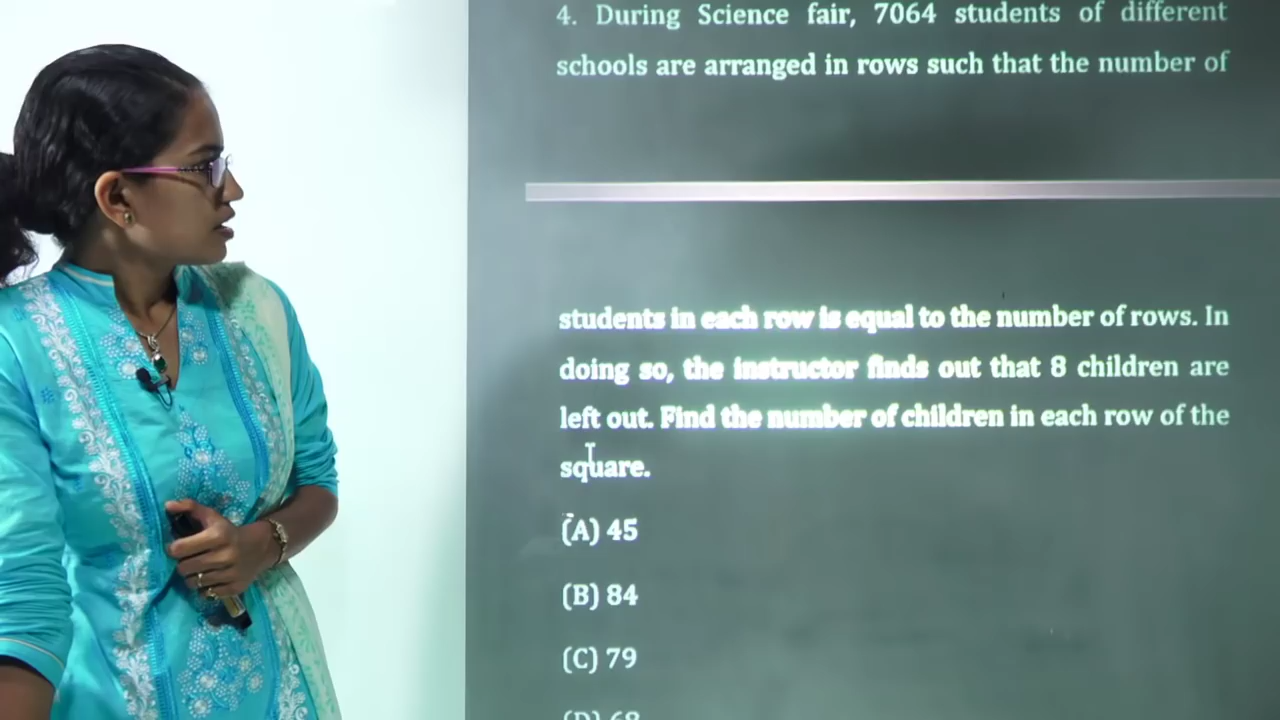 4. During Science fair, 7064 students of different
schools are arranged in rows such that the number of
students in each row is equal to the number of rows. In
doing so, the instructor finds out that 8 children are
left out. Find the number of children in each row of the
square.
(A) 45
(B) 84
(C) 79
(D) 68